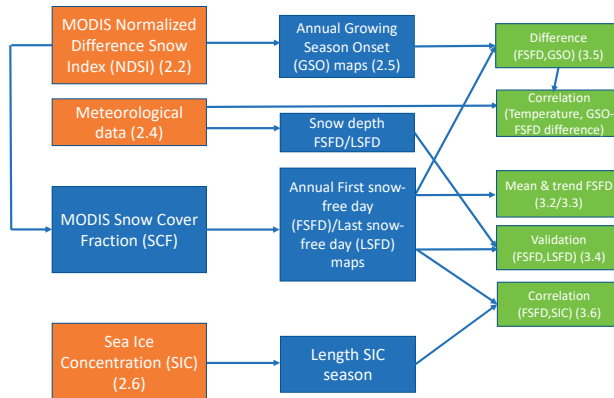 MODIS Normalized
Difference Snow
Index (NDSI) (2.2)
Annual Growing
Season Onset
(GSO) maps (2.5)
Difference
(FSFD,GSO) (3.5)
Meteorological
data (2.4)
Snow depth
FSFD/LSFD
Correlation
(Temperature, GSO-
FSFD difference)
MODIS Snow Cover
Fraction (SCF)
Annual First snow-
free day
(FSFD)/Last snow-
free day (LSFD)
maps
Mean & trend FSFD
(3.2/3.3)
Validation
(FSFD,LSFD) (3.4)
Correlation
(FSFD,SIC) (3.6)
Sea Ice
Concentration (SIC)
(2.6)
Length SIC
season